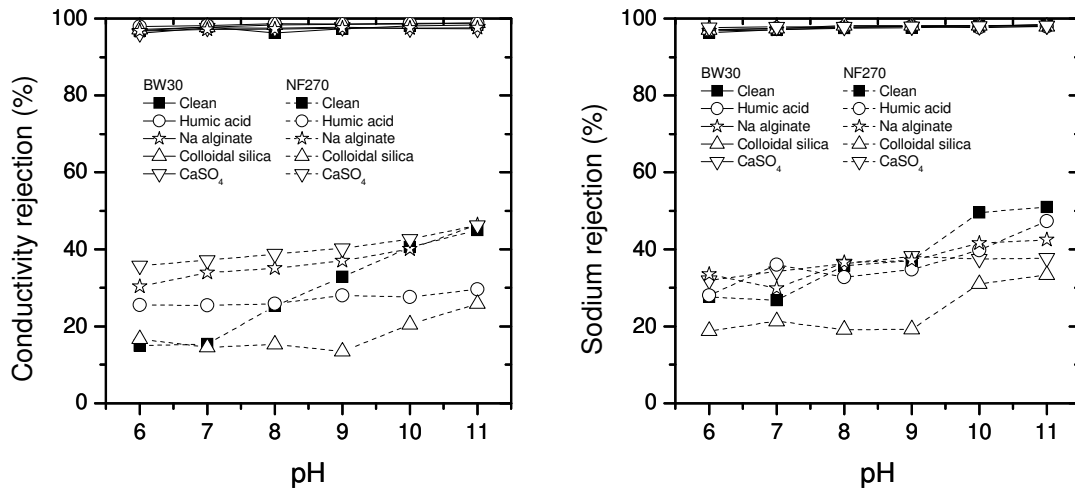 Conductivity rejection (%)
100
80
60
40
20
0
BW30 NF270
Clean Clean
Humic acid Humic acid
Na alginate Na alginate
Colloidal silica Colloidal silica
CaSO4 CaSO4
6 7 8 9 10 11
pH
Sodium rejection (%)
100
80
60
40
20
0
BW30 NF270
Clean Clean
Humic acid Humic acid
Na alginate Na alginate
Colloidal silica Colloidal silica
CaSO4 CaSO4
6 7 8 9 10 11
pH